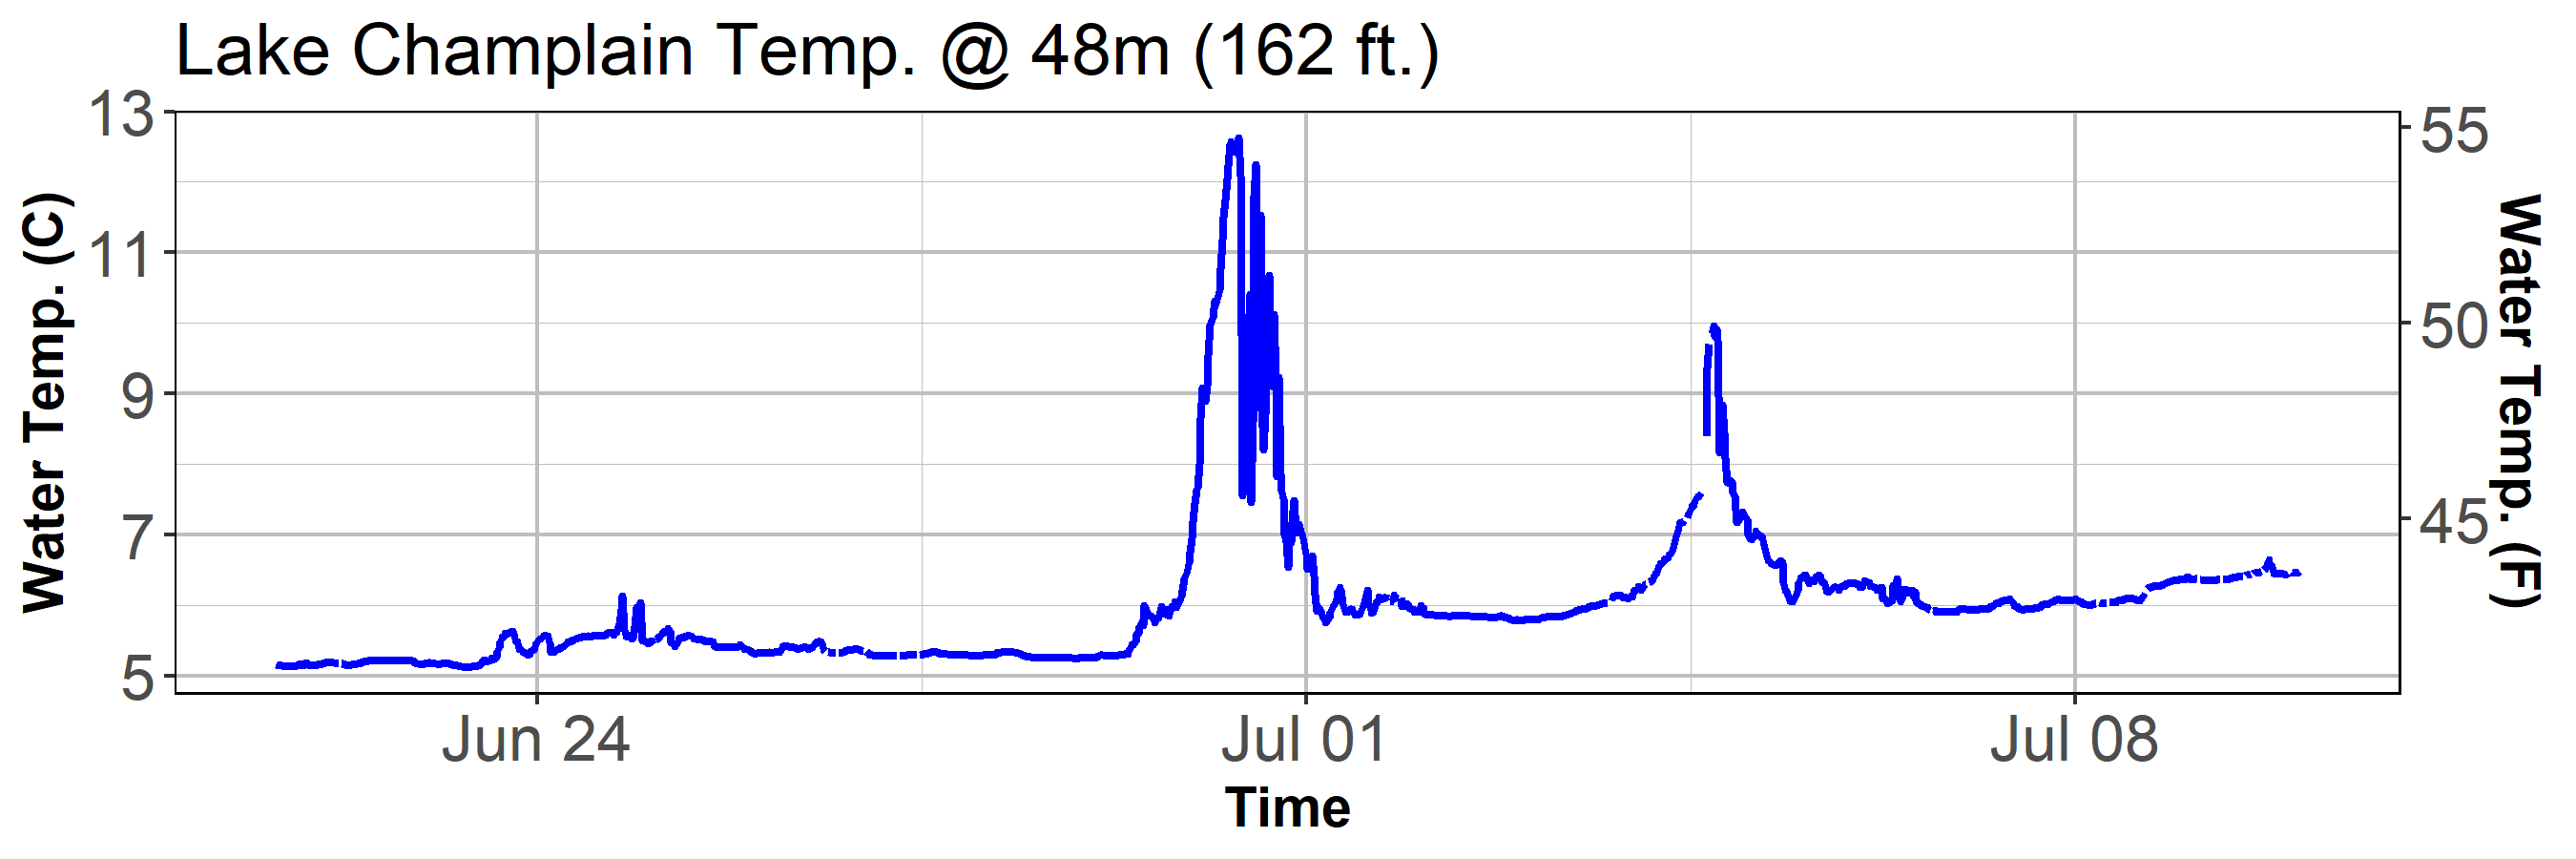 Lake Champlain Temp. @ 48m (162 ft.)
13
11
9
7
5
Water Temp. (C)
55
50
45
Water Temp. (F)
Jun 24
Jul 01
Jul 08
Time